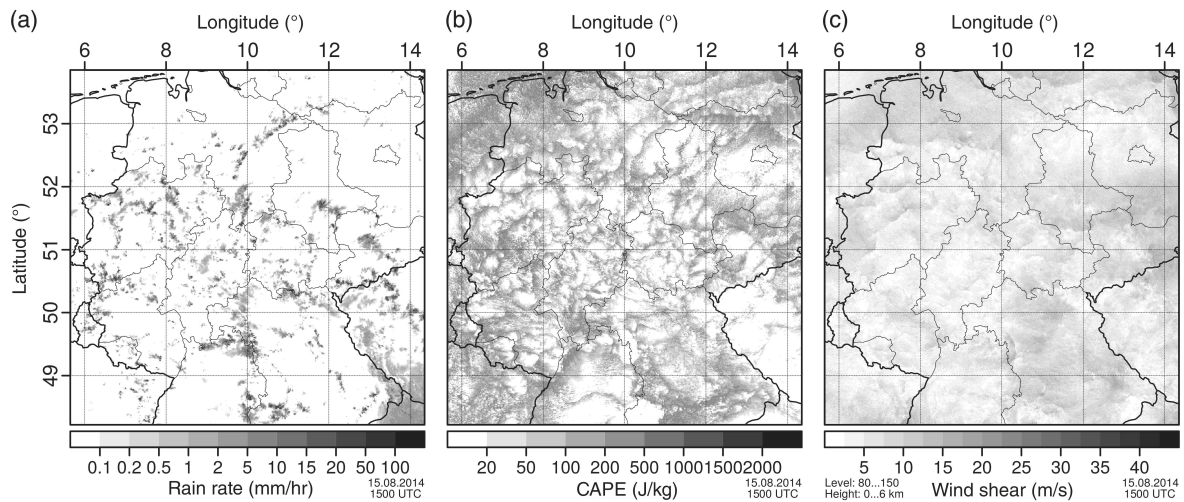 (a) Longitude (°)
6 8 10 12 14
Latitude (°)
53
52
51
50
49
0.1 0.2 0.5 1 2 5 10 15 20 50 100
Rain rate (mm/hr)
15.08.2014
1500 UTC
(b) Longitude (°)
6 8 10 12 14
20 50 100 200 500 1000 1500 2000
CAPE (J/kg)
15.08.2014
1500 UTC
(c) Longitude (°)
6 8 10 12 14
5 10 15 20 25 30 35 40
Level: 80...150
Height: 0...6 km
Wind shear (m/s)
15.08.2014
1500 UTC